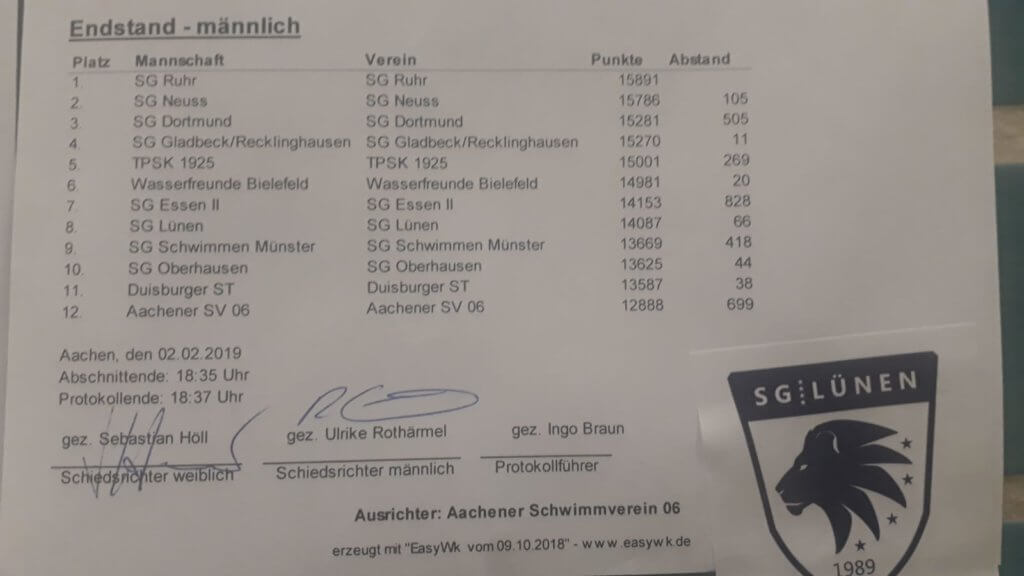 Endstand - männlich
Platz Mannschaft Verein Punkte Abstand
1. SG Ruhr SG Ruhr 15891
2. SG Neuss SG Neuss 15786 105
3. SG Dortmund SG Dortmund 15281 505
4. SG Gladbeck/Recklinghausen SG Gladbeck/Recklinghausen 15270 11
5. TPSK 1925 TPSK 1925 15001 269
6. Wasserfreunde Bielefeld Wasserfreunde Bielefeld 14981 20
7. SG Essen II SG Essen II 14153 828
8. SG Lünen SG Lünen 14087 66
9. SG Schwimmen Münster SG Schwimmen Münster 13669 418
10. SG Oberhausen SG Oberhausen 13625 44
11. Duisburger ST Duisburger ST 13587 38
12. Aachener SV 06 Aachener SV 06 12888 699
Aachen, den 02.02.2019
Abschnittende: 18:35 Uhr
Protokollende: 18:37 Uhr
gez. Sebastian Höll gez. Ulrike Rothärmel gez. Ingo Braun
Schiedsrichter weiblich Schiedsrichter männlich Protokollführer
Ausrichter: Aachener Schwimmverein 06
erzeugt mit "EasyWk vom 09.10.2018" - www.easywk.de
SG LÜNEN
1989